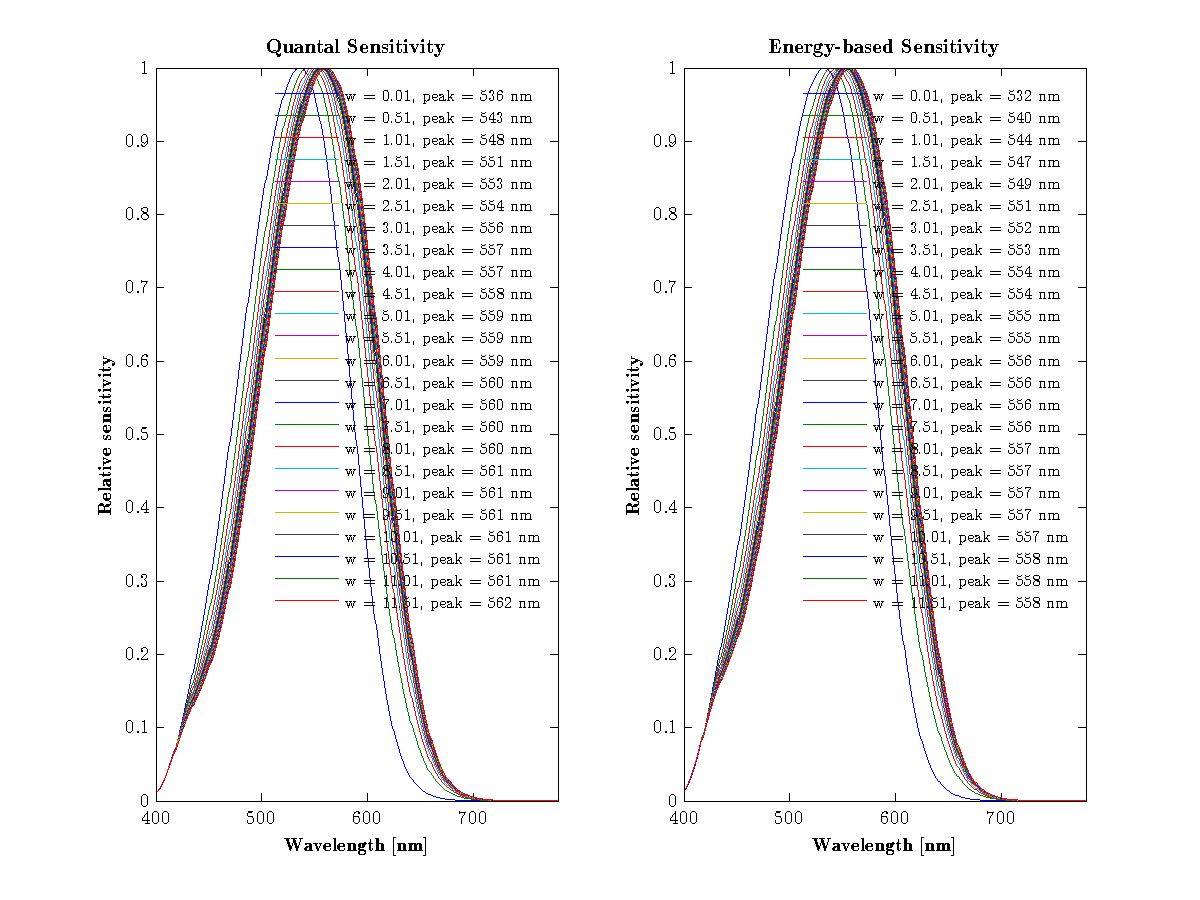 Quantal Sensitivity
1
0.9
0.8
0.7
0.6
0.5
0.4
0.3
0.2
0.1
0
400 500 600 700
Wavelength [nm]
Relative sensitivity
w = 0.01, peak = 536 nm
w = 0.51, peak = 543 nm
w = 1.01, peak = 548 nm
w = 1.51, peak = 551 nm
w = 2.01, peak = 553 nm
w = 2.51, peak = 554 nm
w = 3.01, peak = 556 nm
w = 3.51, peak = 557 nm
w = 4.01, peak = 557 nm
w = 4.51, peak = 558 nm
w = 5.01, peak = 559 nm
w = 5.51, peak = 559 nm
w = 6.01, peak = 559 nm
w = 6.51, peak = 560 nm
w = 7.01, peak = 560 nm
w = 7.51, peak = 560 nm
w = 8.01, peak = 560 nm
w = 8.51, peak = 561 nm
w = 9.01, peak = 561 nm
w = 9.51, peak = 561 nm
w = 10.01, peak = 561 nm
w = 10.51, peak = 561 nm
w = 11.01, peak = 561 nm
w = 11.51, peak = 562 nm
Energy-based Sensitivity
1
0.9
0.8
0.7
0.6
0.5
0.4
0.3
0.2
0.1
0
400 500 600 700
Wavelength [nm]
Relative sensitivity
w = 0.01, peak = 532 nm
w = 0.51, peak = 540 nm
w = 1.01, peak = 544 nm
w = 1.51, peak = 547 nm
w = 2.01, peak = 549 nm
w = 2.51, peak = 551 nm
w = 3.01, peak = 552 nm
w = 3.51, peak = 553 nm
w = 4.01, peak = 554 nm
w = 4.51, peak = 554 nm
w = 5.01, peak = 555 nm
w = 5.51, peak = 555 nm
w = 6.01, peak = 556 nm
w = 6.51, peak = 556 nm
w = 7.01, peak = 556 nm
w = 7.51, peak = 556 nm
w = 8.01, peak = 557 nm
w = 8.51, peak = 557 nm
w = 9.01, peak = 557 nm
w = 9.51, peak = 557 nm
w = 10.01, peak = 557 nm
w = 10.51, peak = 558 nm
w = 11.01, peak = 558 nm
w = 11.51, peak = 558 nm